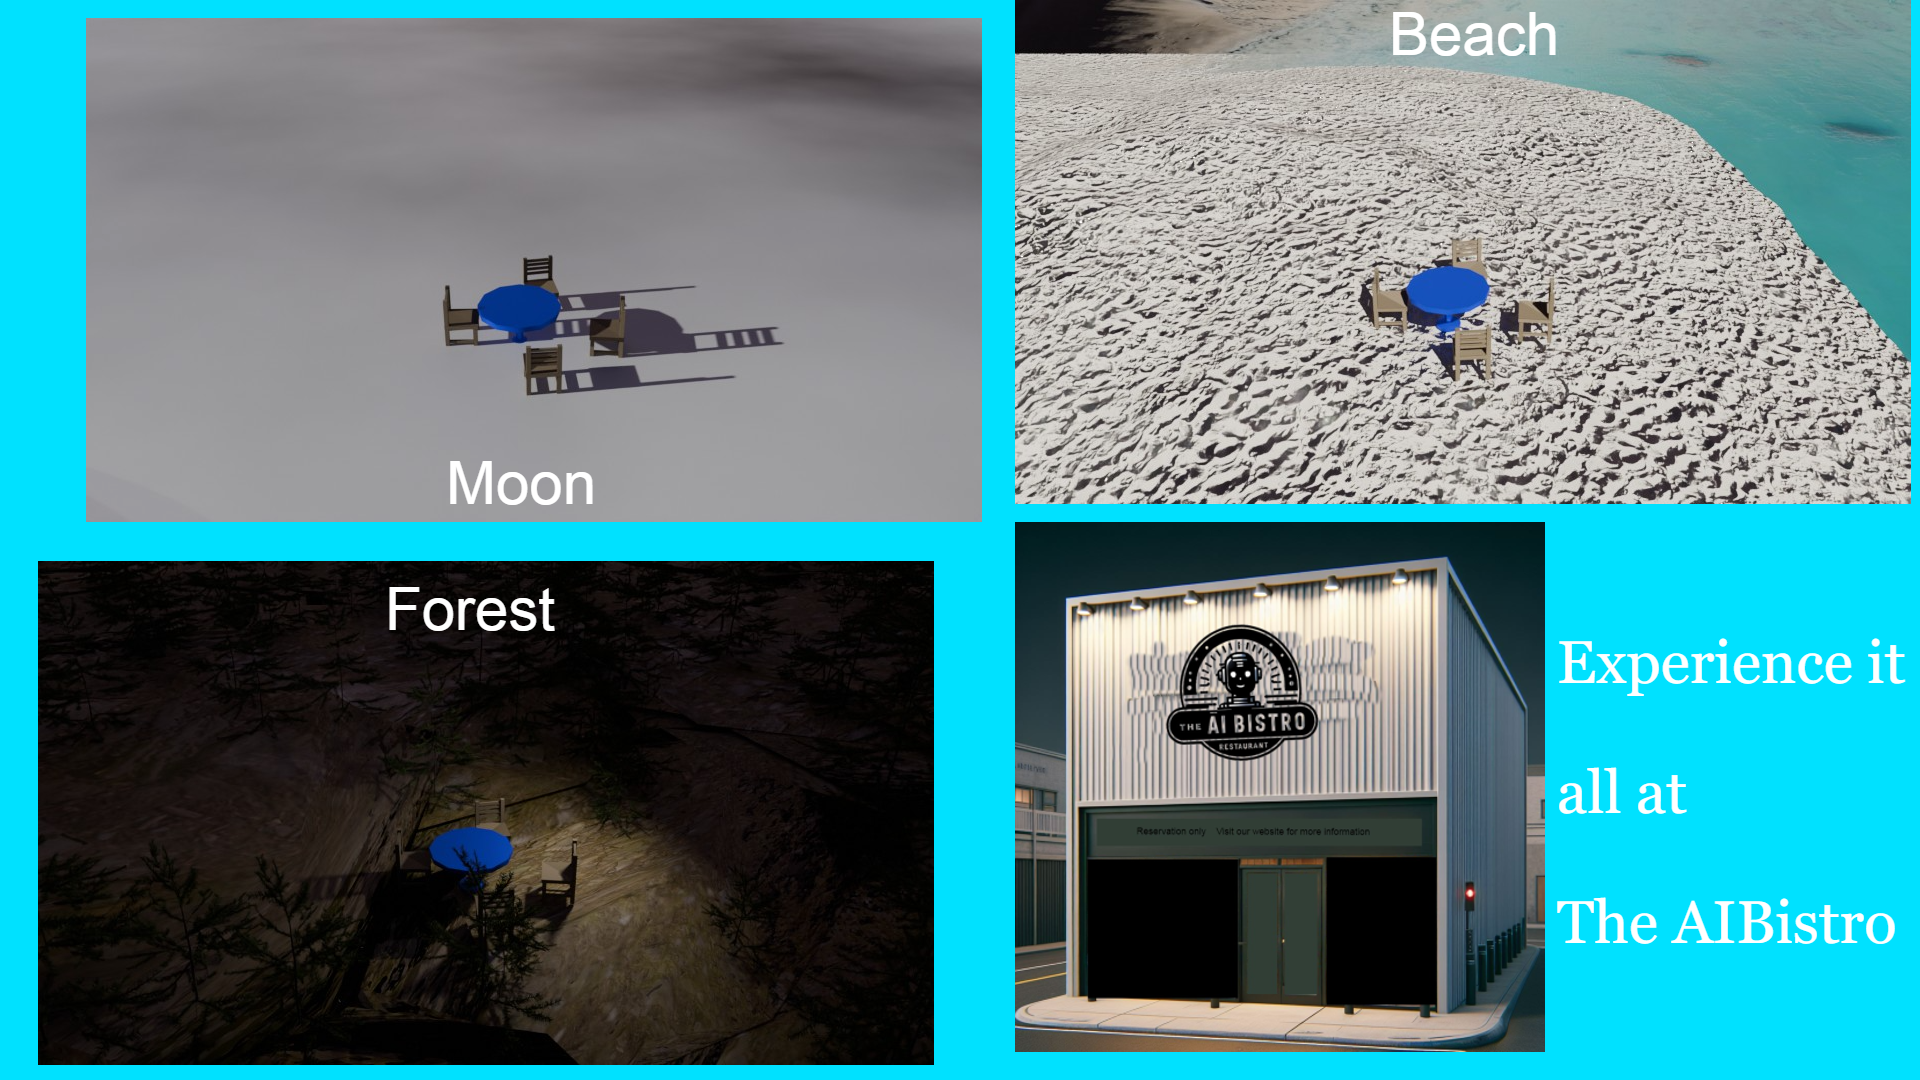 Beach
Moon
Forest
THE AI BISTRO
RESTAURANT
Reservation only Visit our website for more information
Experience it
all at
The AIBistro